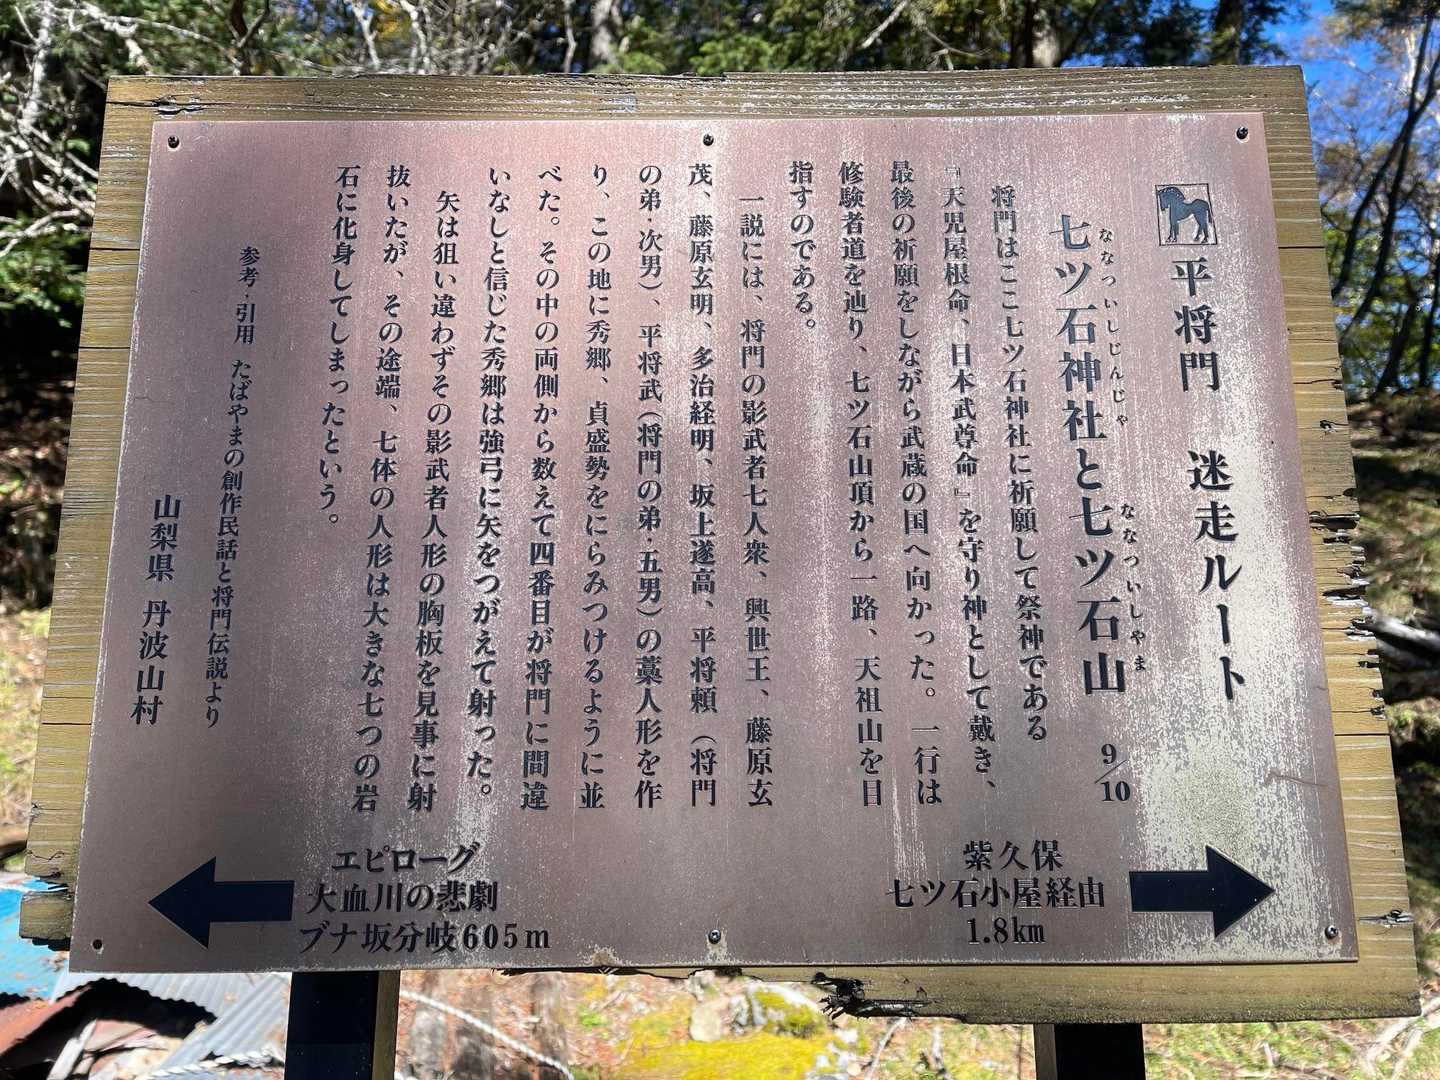 平将門 迷走ルート
七ツ石神社と七ツ石山 9/10
ななついしじんじゃ ななついしやま
将門はここ七ツ石神社に祈願して祭神である
『天児屋根命、日本武尊命』を守り神として戴き、
最後の祈願をしながら武蔵の国へ向かった。一行は
修験者道を辿り、七ツ石山頂から一路、天祖山を目
指すのである。
一説には、将門の影武者七人衆、興世王、藤原玄
茂、藤原玄明、多治経明、坂上遂高、平将頼（将門
の弟・次男）、平将武（将門の弟・五男）の藁人形を作
り、この地に秀郷、貞盛勢をにらみつけるように並
べた。その中の両側から数えて四番目が将門に間違
いなしと信じた秀郷は強弓に矢をつがえて射った。
矢は狙い違わずその影武者人形の胸板を見事に射
抜いたが、その途端、七体の人形は大きな七つの岩
石に化身してしまったという。
参考・引用 たばやまの創作民話と将門伝説より
山梨県 丹波山村
紫久保
七ツ石小屋経由
1.8km
エピローグ
大血川の悲劇
ブナ坂分岐605m